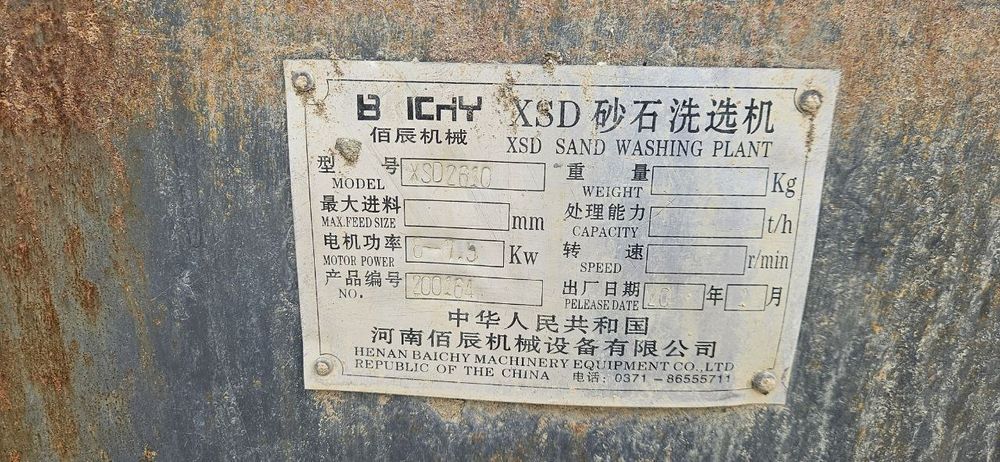 BAICHY XSD 砂石洗选机
佰辰机械 XSD SAND WASHING PLANT
型 号 XSD2610 重 量 Kg
MODEL WEIGHT
最大进料 mm 处理能力 t/h
MAX.FEED SIZE CAPACITY
电机功率 Kw 转 速 r/min
MOTOR POWER SPEED
产品编号 200264 出厂日期 20 年 月
NO. PELEASE DATE
中华人民共和国
河南佰辰机械设备有限公司
HENAN BAICHY MACHINERY EQUIPMENT CO.,LTD
REPUBLIC OF THE CHINA 电话: 0371-86555711